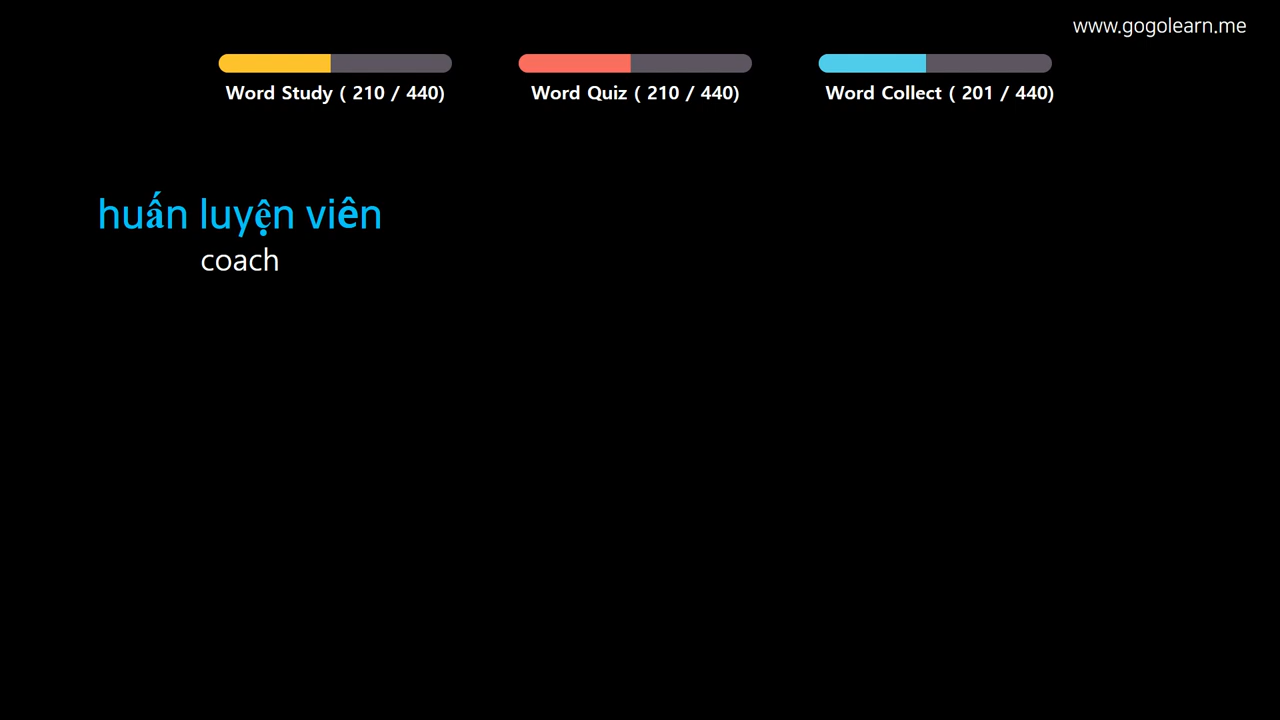 www.gogolearn.me
Word Study ( 210 / 440)
Word Quiz ( 210 / 440)
Word Collect ( 201 / 440)
huấn luyện viên
coach